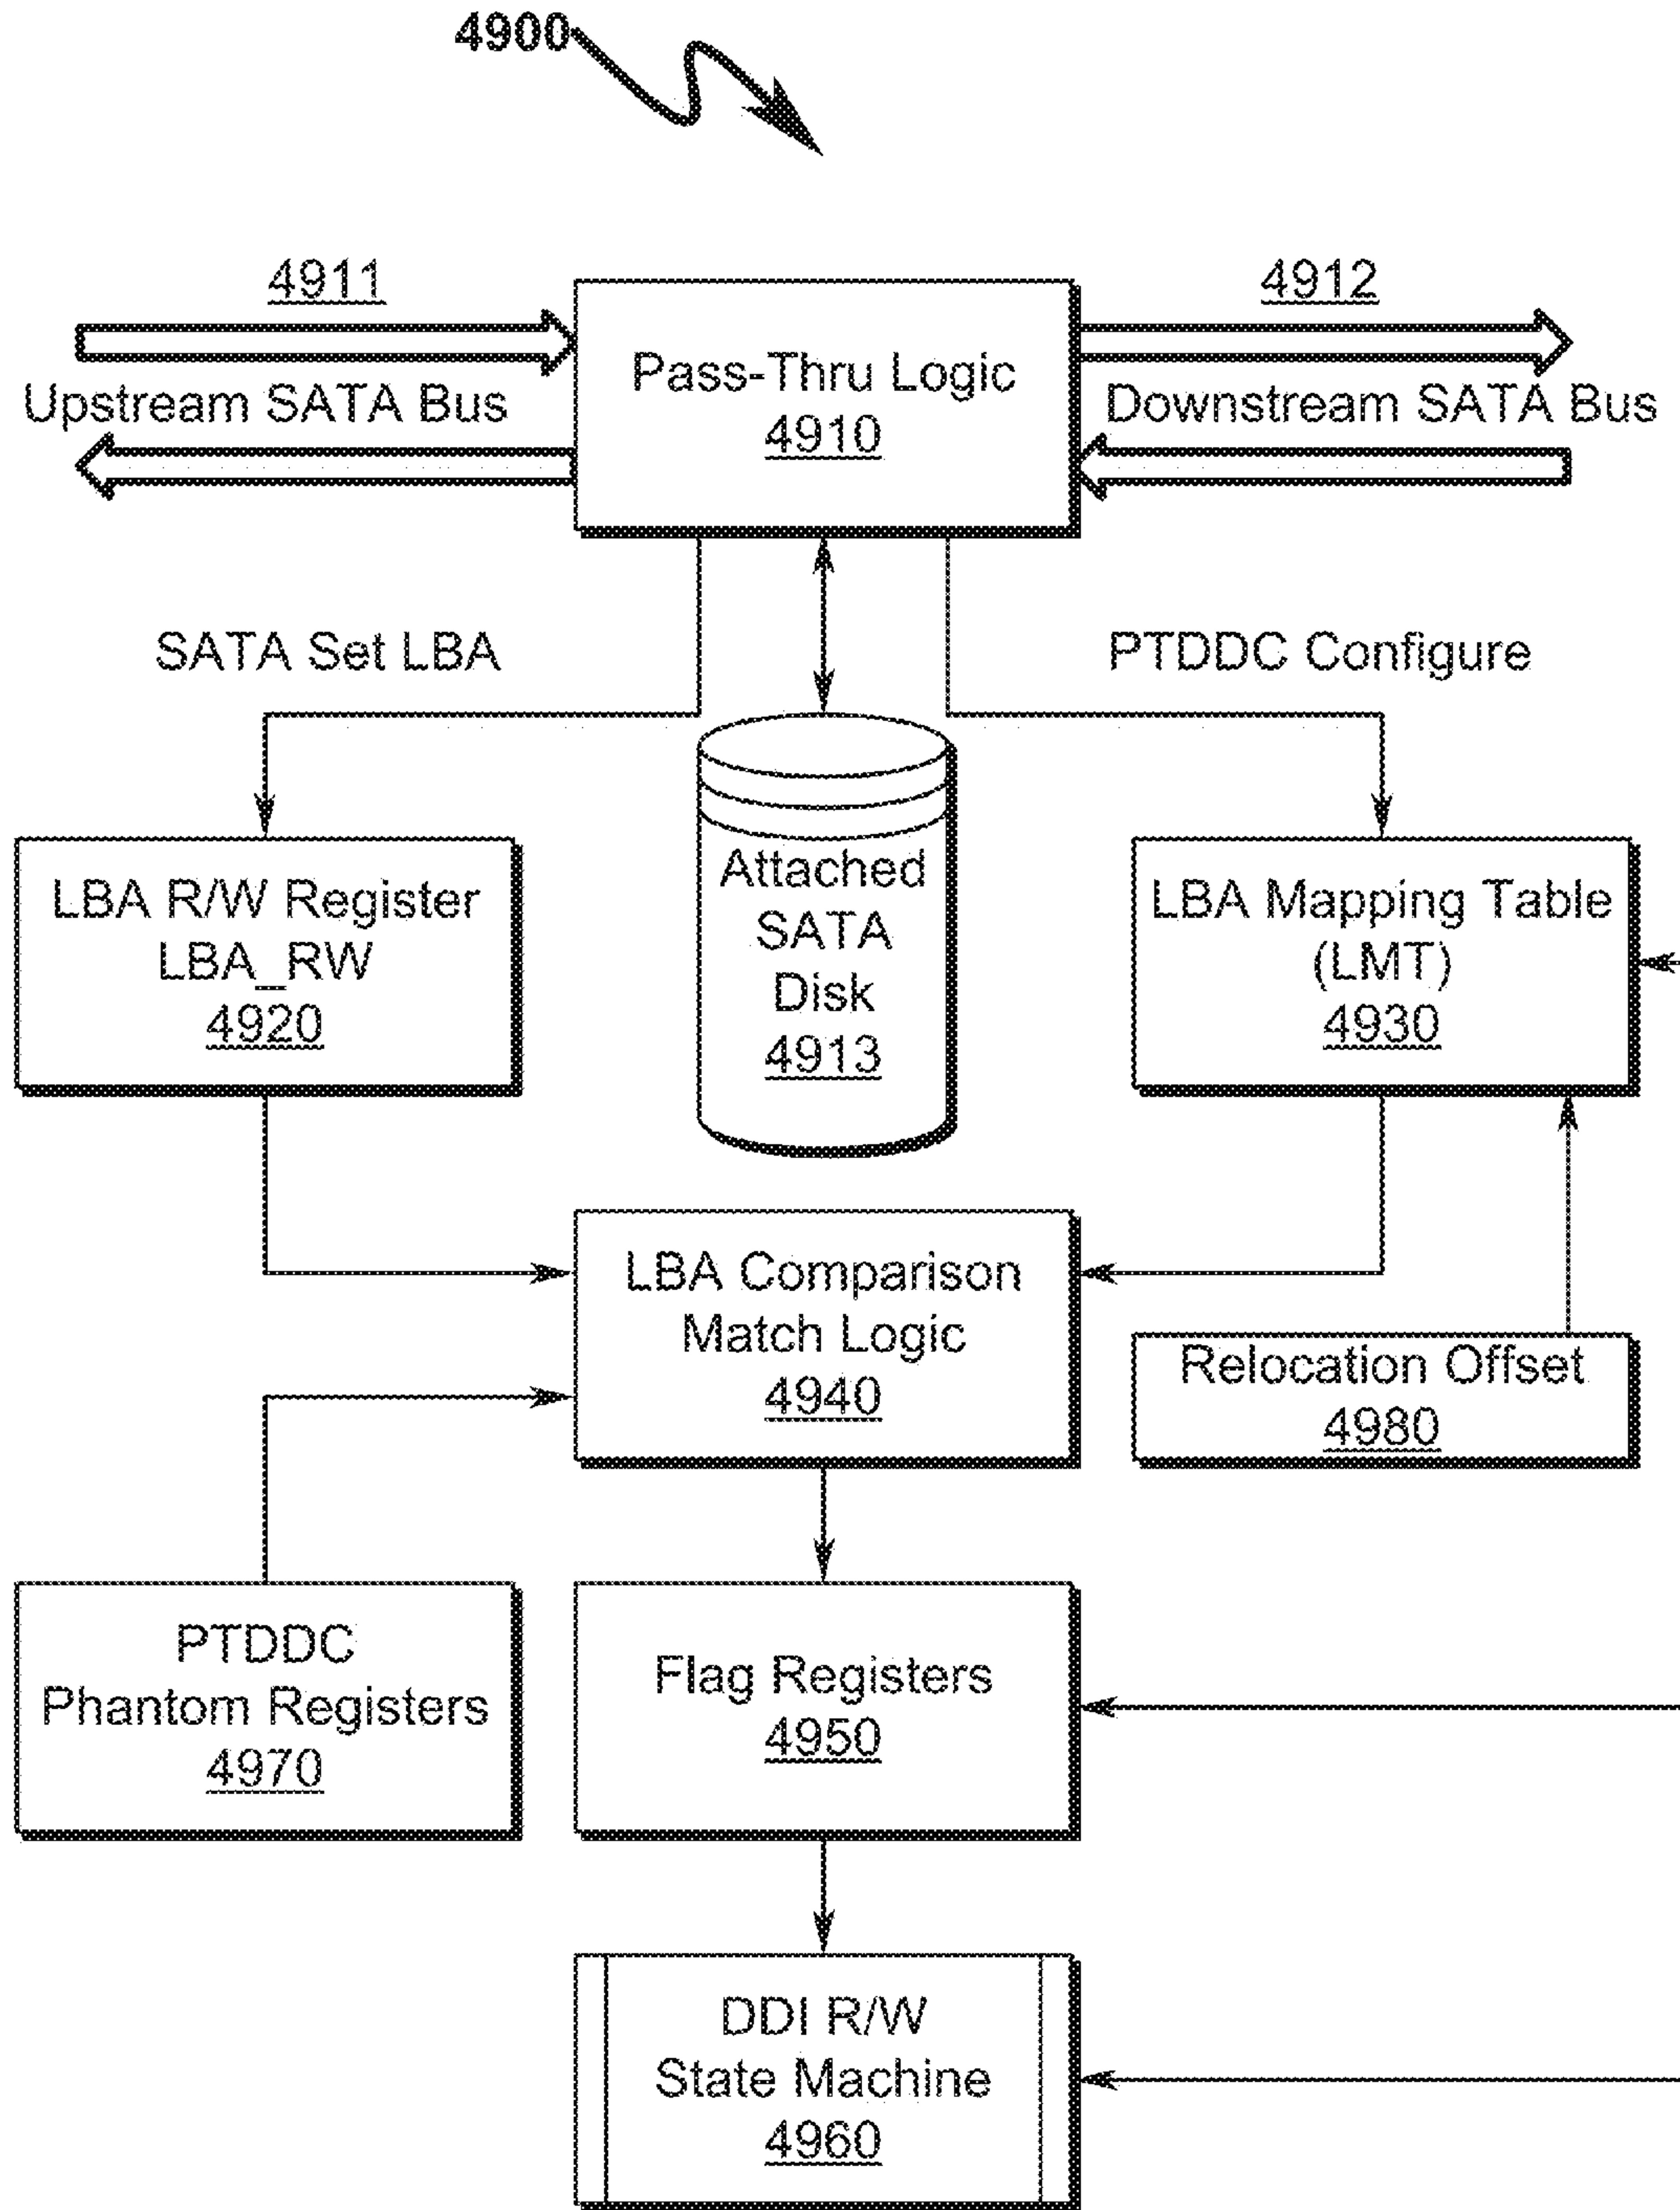 4900
4911
4912
Pass-Thru Logic
4910
Upstream SATA Bus
Downstream SATA Bus
SATA Set LBA
PTDDC Configure
LBA R/W Register
LBA_RW
4920
Attached
SATA
Disk
4913
LBA Mapping Table
(LMT)
4930
LBA Comparison
Match Logic
4940
Relocation Offset
4980
PTDDC
Phantom Registers
4970
Flag Registers
4950
DDI R/W
State Machine
4960